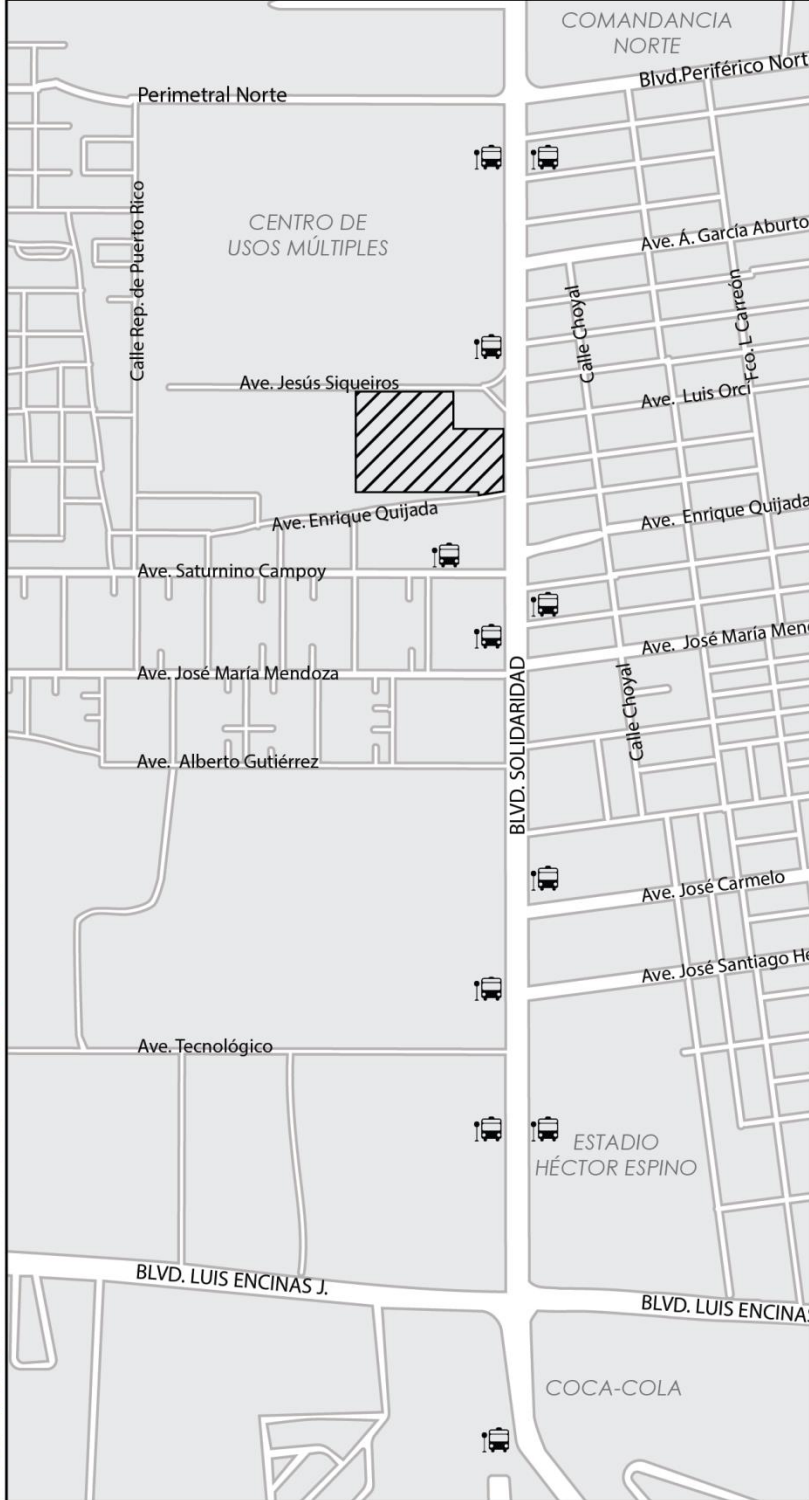 COMANDANCIA
NORTE
Blvd.Periférico Nort
Perimetral Norte
Calle Rep. de Puerto Rico
CENTRO DE
USOS MÚLTIPLES
Ave. Á. García Aburto
Calle Choyal
Fco. L Carreón
Ave. Jesús Siqueiros
Ave. Luis Orcí
Ave. Enrique Quijada
Ave. Enrique Quijada
Ave. Saturnino Campoy
Ave. José María Men
Ave. José María Mendoza
BLVD. SOLIDARIDAD
Calle Choyal
Ave. Alberto Gutiérrez
Ave. José Carmelo
Ave. José Santiago He
Ave. Tecnológico
ESTADIO
HÉCTOR ESPINO
BLVD. LUIS ENCINAS J.
BLVD. LUIS ENCINAS
COCA-COLA